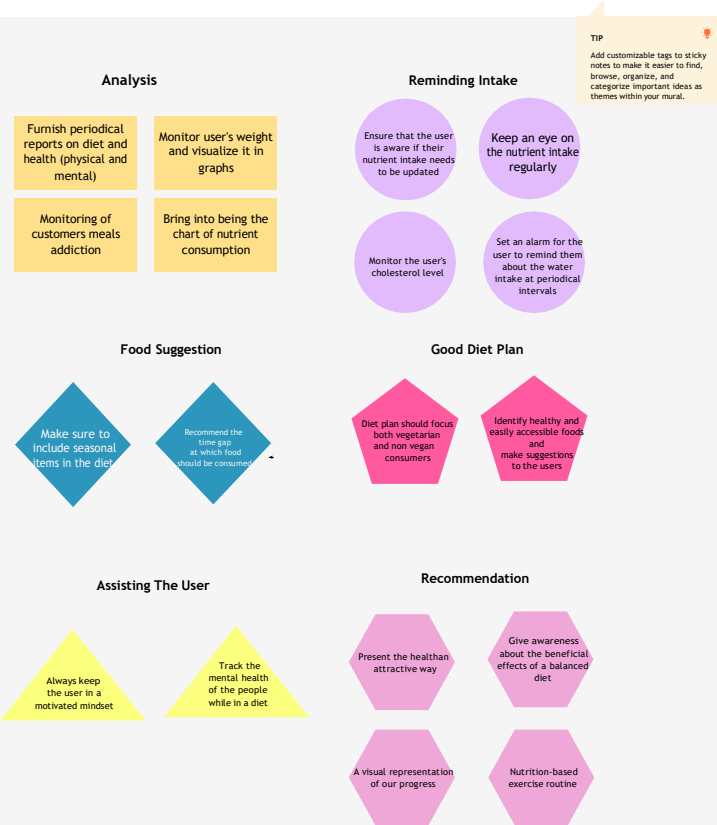 TIP
Add customizable tags to sticky
notes to make it easier to find,
browse, organize, and
categorize important ideas as
themes within your mural.
Analysis
Furnish periodical
reports on diet and
health (physical and
mental)
Monitor user's weight
and visualize it in
graphs
Monitoring of
customers meals
addiction
Bring into being the
chart of nutrient
consumption
Reminding Intake
Ensure that the user
is aware if their
nutrient intake needs
to be updated
Keep an eye on
the nutrient intake
regularly
Monitor the user's
cholesterol level
Set an alarm for the
user to remind them
about the water
intake at periodical
intervals
Food Suggestion
Make sure to
include seasonal
items in the diet
Recommend the
time gap
at which food
should be consumed
Good Diet Plan
Diet plan should focus
both vegetarian
and non vegan
consumers
Identify healthy and
easily accessible foods
and
make suggestions
to the users
Assisting The User
Always keep
the user in a
motivated mindset
Track the
mental health
of the people
while in a diet
Recommendation
Present the healthan
attractive way
Give awareness
about the beneficial
effects of a balanced
diet
A visual representation
of our progress
Nutrition-based
exercise routine